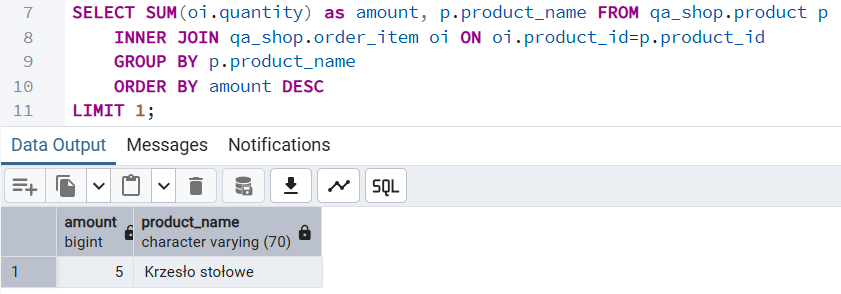 7 SELECT SUM(oi.quantity) as amount, p.product_name FROM qa_shop.product p
8 INNER JOIN qa_shop.order_item oi ON oi.product_id=p.product_id
9 GROUP BY p.product_name
10 ORDER BY amount DESC
11 LIMIT 1;
Data Output Messages Notifications
SQL
amount product_name
bigint character varying (70)
1 5 Krzesło stołowe